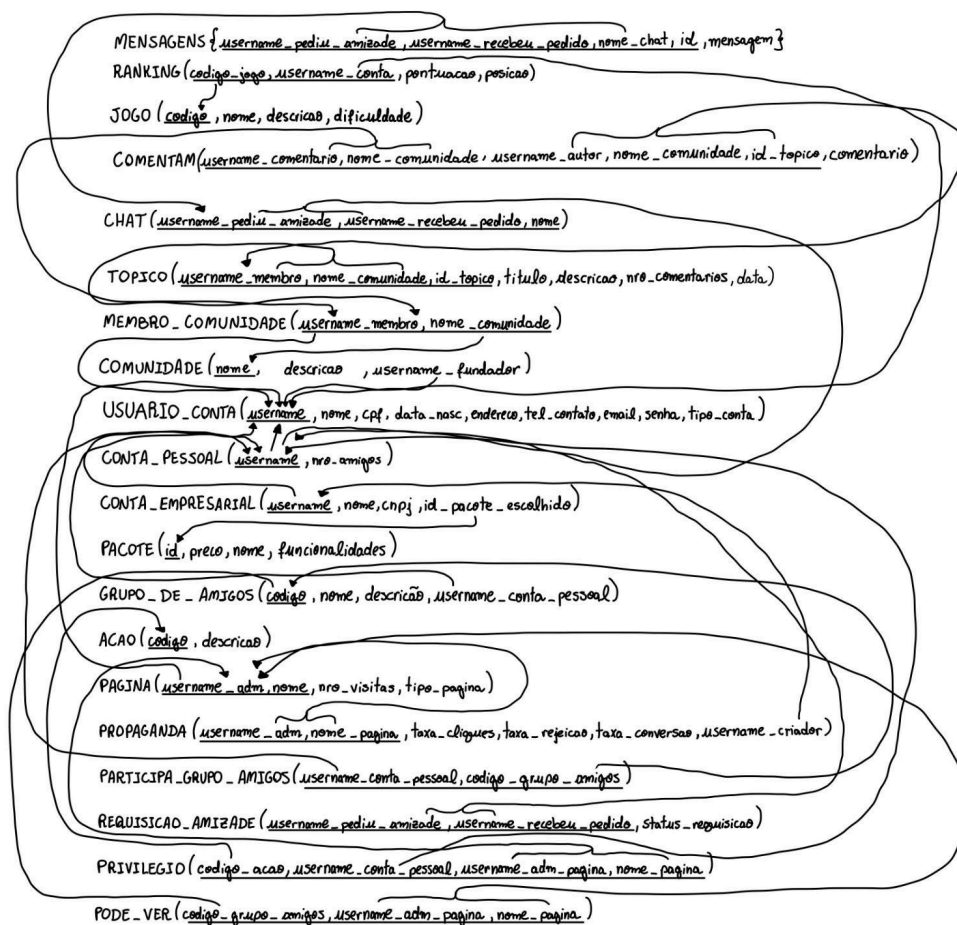 MENSAGENS {username_pediu_amizade, username_recebeu_pedido, nome_chat, id, mensagem}
RANKING (codigo_jogo, username_conta, pontuacao, posicao)
JOGO (codigo, nome, descricao, dificuldade)
COMENTAM (username_comentario, nome_comunidade, username_autor, nome_comunidade, id_topico, comentario)
CHAT (username_pediu_amizade, username_recebeu_pedido, nome)
TOPICO (username_membro, nome_comunidade, id_topico, titulo, descricao, nro_comentarios, data)
MEMBRO_COMUNIDADE (username_membro, nome_comunidade)
COMUNIDADE (nome, descricao, username_fundador)
USUARIO_CONTA (username, nome, cpf, data_nasc, endereco, tel_contato, email, senha, tipo_conta)
CONTA_PESSOAL (username, nro_amigos)
CONTA_EMPRESARIAL (username, nome, cnpj, id_pacote_escolhido)
PACOTE (id, preco, nome, funcionalidades)
GRUPO_DE_AMIGOS (codigo, nome, descricão, username_conta_pessoal)
ACAO (codigo, descricao)
PAGINA (username_adm, nome, nro_visitas, tipo_pagina)
PROPAGANDA (username_adm, nome_pagina, taxa_cliques, taxa_rejeicao, taxa_conversao, username_criador)
PARTICIPA_GRUPO_AMIGOS (username_conta_pessoal, codigo_grupo_amigos)
REQUISICAO_AMIZADE (username_pediu_amizade, username_recebeu_pedido, status_requisicao)
PRIVILEGIO (codigo_acao, username_conta_pessoal, username_adm_pagina, nome_pagina)
PODE_VER (codigo_grupo_amigos, username_adm_pagina, nome_pagina)